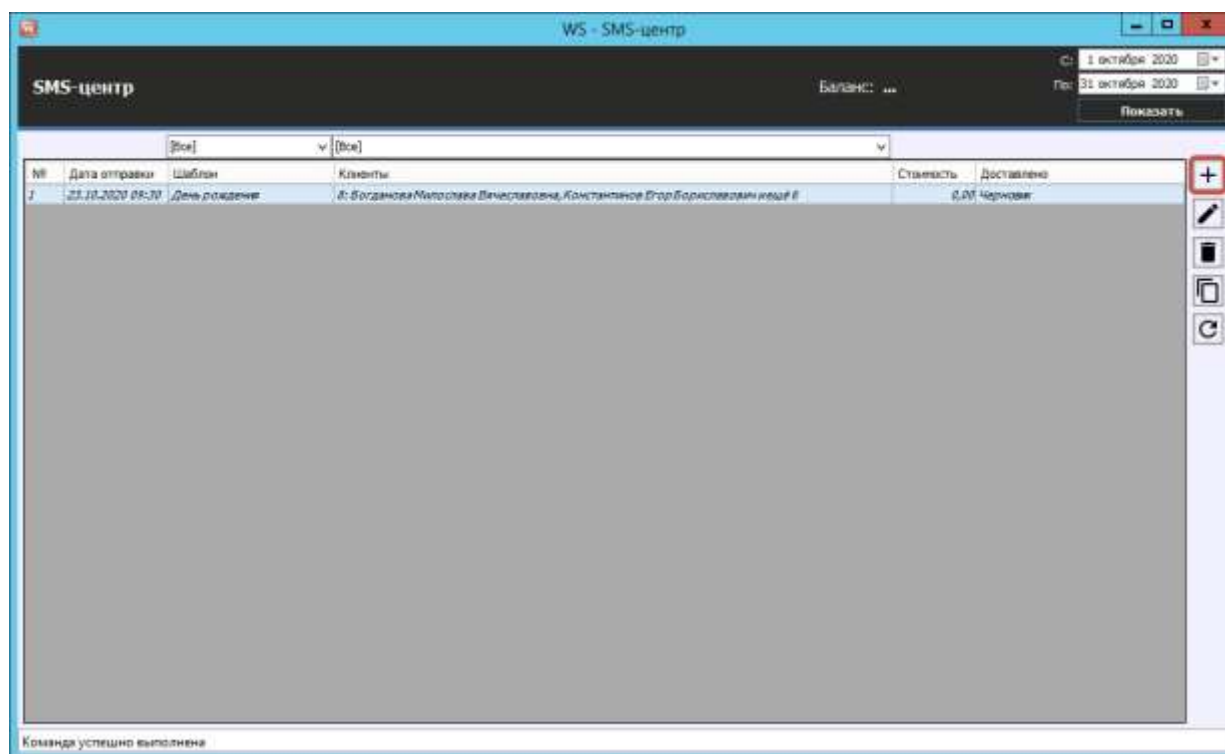 WS - SMS-центр
SMS-центр
Баланс: ...
С: 1 октября 2020
По: 31 октября 2020
Показать
[Все] [Все]
№ Дата отправки Шаблон Клиенты Стоимость Доставлено
1 23.10.2020 09:30 День рождения 8: Богданова Милослава Вячеславовна, Константинов Егор Бориславович и ещё 6 0,00 Черновик
Команда успешно выполнена